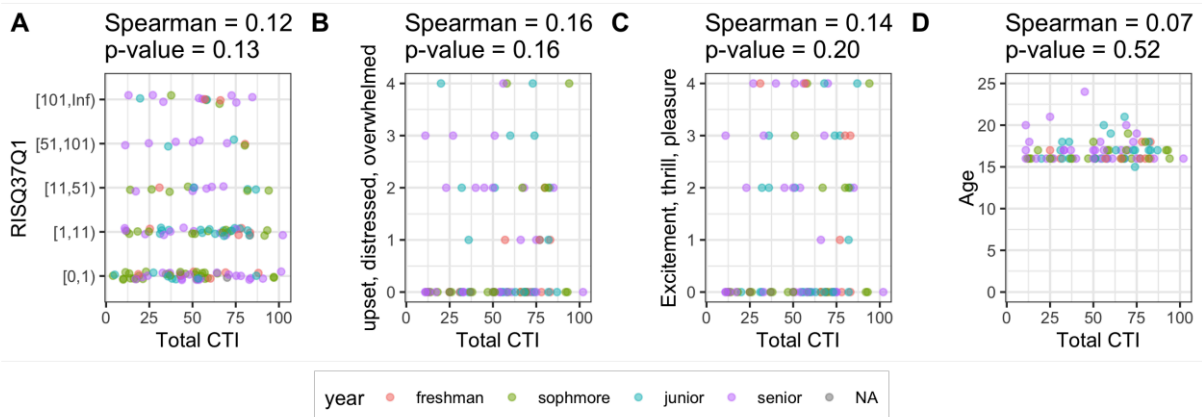 A
Spearman = 0.12
p-value = 0.13
RISQ37Q1
[101,Inf)
[51,101)
[11,51)
[1,11)
[0,1)
0 25 50 75 100
Total CTI
B
Spearman = 0.16
p-value = 0.16
upset, distressed, overwhelmed
4
3
2
1
0
0 25 50 75 100
Total CTI
C
Spearman = 0.14
p-value = 0.20
Excitement, thrill, pleasure
4
3
2
1
0
0 25 50 75 100
Total CTI
D
Spearman = 0.07
p-value = 0.52
Age
25
20
15
10
5
0
0 25 50 75 100
Total CTI
year freshman sophmore junior senior NA